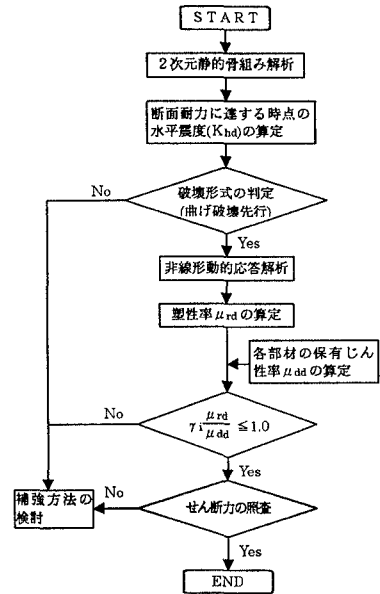 START
2次元静的骨組み解析
断面耐力に達する時点の
水平震度(Khd)の算定
No
破壊形式の判定
(曲げ破壊先行)
Yes
非線形動的応答解析
塑性率μrdの算定
各部材の保有じん
性率μddの算定
No
γi μrd/μdd ≦1.0
Yes
補強方法の
検討
No
せん断力の照査
Yes
END